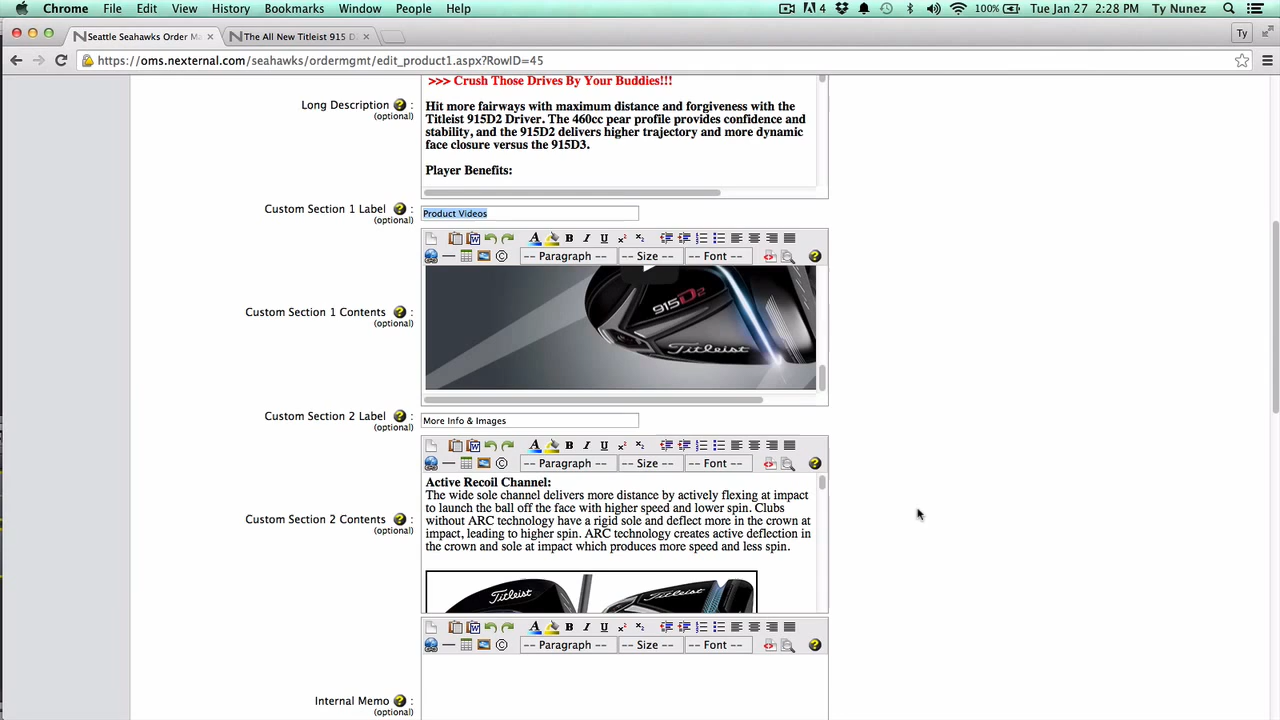 Chrome File Edit View History Bookmarks Window People Help 4 100% Tue Jan 27 2:28 PM Ty Nunez
Seattle Seahawks Order Ma × The All New Titleist 915 D × Ty
https://oms.nexternal.com/seahawks/ordermgmt/edit_product1.aspx?RowID=45
>>> Crush Those Drives By Your Buddies!!!
Long Description ? :
(optional)
Hit more fairways with maximum distance and forgiveness with the
Titleist 915D2 Driver. The 460cc pear profile provides confidence and
stability, and the 915D2 delivers higher trajectory and more dynamic
face closure versus the 915D3.
Player Benefits:
Custom Section 1 Label ? :
(optional)
Product Videos
-- Paragraph -- -- Size -- -- Font --
Custom Section 1 Contents ? :
(optional)
915D2
Titleist
Custom Section 2 Label ? :
(optional)
More Info & Images
-- Paragraph -- -- Size -- -- Font --
Custom Section 2 Contents ? :
(optional)
Active Recoil Channel:
The wide sole channel delivers more distance by actively flexing at impact
to launch the ball off the face with higher speed and lower spin. Clubs
without ARC technology have a rigid sole and deflect more in the crown at
impact, leading to higher spin. ARC technology creates active deflection in
the crown and sole at impact which produces more speed and less spin.
Titleist Titleist
-- Paragraph -- -- Size -- -- Font --
Internal Memo ? :
(optional)